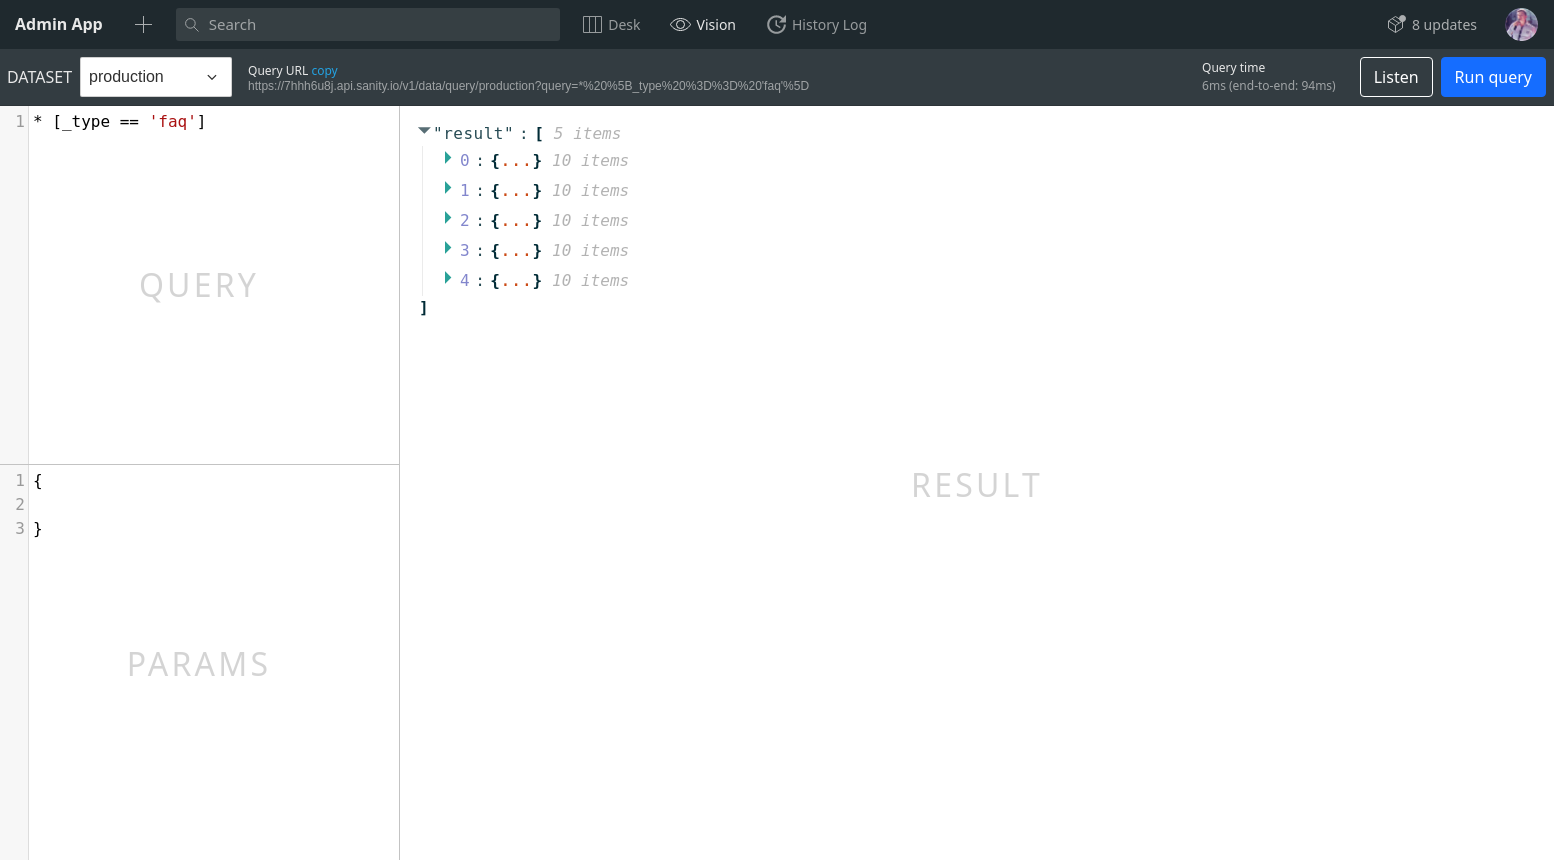 Admin App
Search
Desk
Vision
History Log
8 updates
DATASET
production
Query URL copy
https://7hhh6u8j.api.sanity.io/v1/data/query/production?query=*%20%5B_type%20%3D%3D%20'faq'%5D
Query time
6ms (end-to-end: 94ms)
Listen
Run query
1 * [_type == 'faq']
QUERY
1 {
2
3 }
PARAMS
"result" : [ 5 items
0 : {...} 10 items
1 : {...} 10 items
2 : {...} 10 items
3 : {...} 10 items
4 : {...} 10 items
]
RESULT